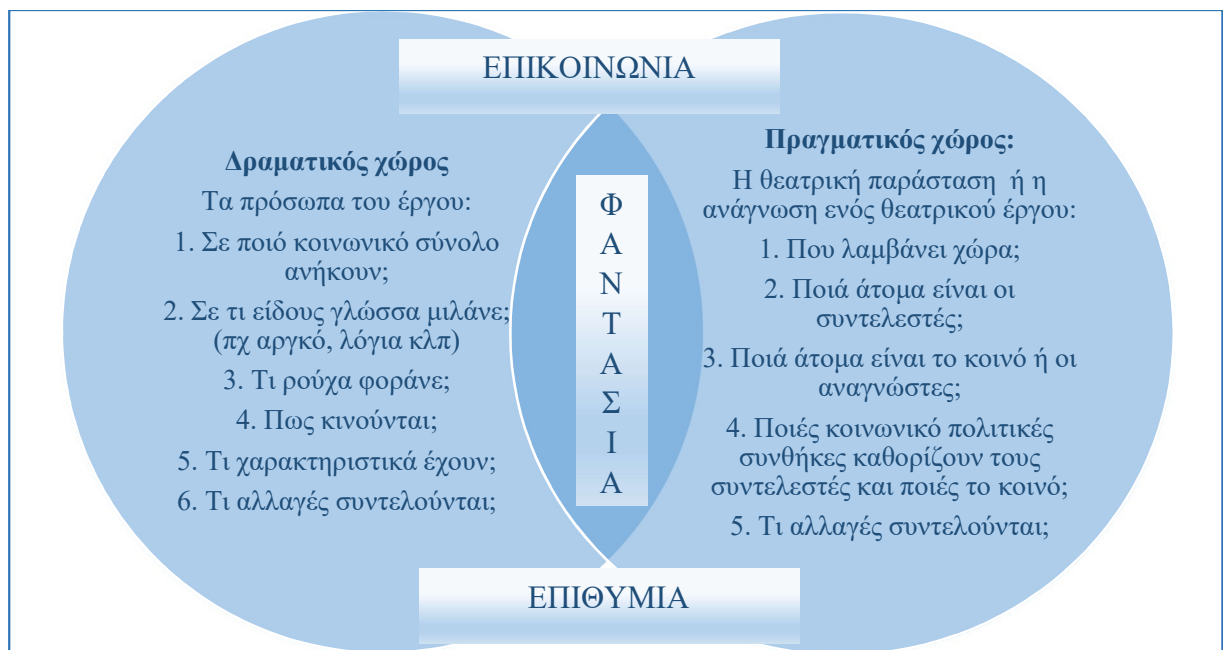 ΕΠΙΚΟΙΝΩΝΙΑ
Δραματικός χώρος
Τα πρόσωπα του έργου:
1. Σε ποιό κοινωνικό σύνολο
ανήκουν;
2. Σε τι είδους γλώσσα μιλάνε;
(πχ αργκό, λόγια κλπ)
3. Τι ρούχα φοράνε;
4. Πως κινούνται;
5. Τι χαρακτηριστικά έχουν;
6. Τι αλλαγές συντελούνται;
Φ
Α
Ν
Τ
Α
Σ
Ι
Α
Πραγματικός χώρος:
Η θεατρική παράσταση ή η
ανάγνωση ενός θεατρικού έργου:
1. Που λαμβάνει χώρα;
2. Ποιά άτομα είναι οι
συντελεστές;
3. Ποιά άτομα είναι το κοινό ή οι
αναγνώστες;
4. Ποιές κοινωνικό πολιτικές
συνθήκες καθορίζουν τους
συντελεστές και ποιές το κοινό;
5. Τι αλλαγές συντελούνται;
ΕΠΙΘΥΜΙΑ